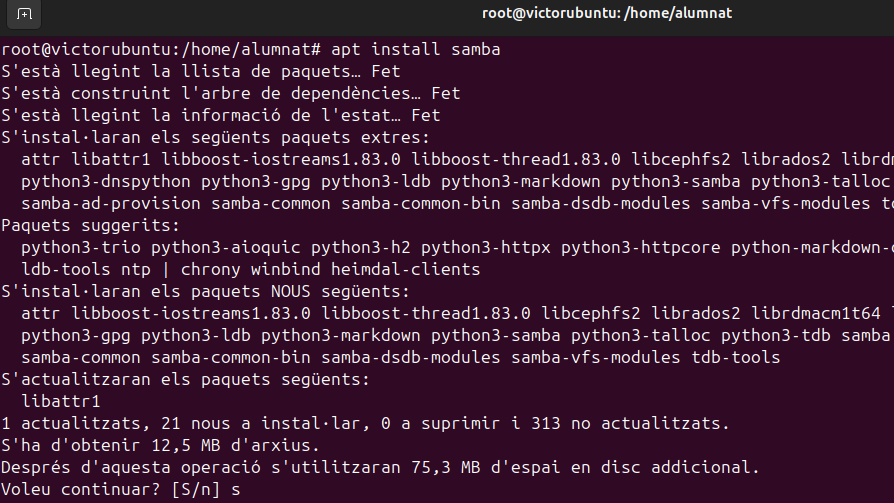 root@victorubuntu: /home/alumnat
root@victorubuntu:/home/alumnat# apt install samba
S'està llegint la llista de paquets… Fet
S'està construint l'arbre de dependències… Fet
S'està llegint la informació de l'estat… Fet
S'instal·laran els següents paquets extres:
attr libattr1 libboost-iostreams1.83.0 libboost-thread1.83.0 libcephfs2 librados2
python3-dnspython python3-gpg python3-ldb python3-markdown python3-samba python3-talloc
samba-ad-provision samba-common samba-common-bin samba-dsdb-modules samba-vfs-modules
Paquets suggerits:
python3-trio python3-aioquic python3-h2 python3-httpx python3-httpcore
ldb-tools ntp | chrony winbind heimdal-clients
S'instal·laran els paquets NOUS següents:
attr libboost-iostreams1.83.0 libboost-thread1.83.0 libcephfs2 librados2 librdmacm1t64
python3-gpg python3-ldb python3-markdown python3-samba python3-talloc python3-tdb samba
samba-common samba-common-bin samba-dsdb-modules samba-vfs-modules tdb-tools
S'actualitzaran els paquets següents:
libattr1
1 actualitzats, 21 nous a instal·lar, 0 a suprimir i 313 no actualitzats.
S'ha d'obtenir 12,5 MB d'arxius.
Després d'aquesta operació s'utilitzaran 75,3 MB d'espai en disc addicional.
Voleu continuar? [S/n] s